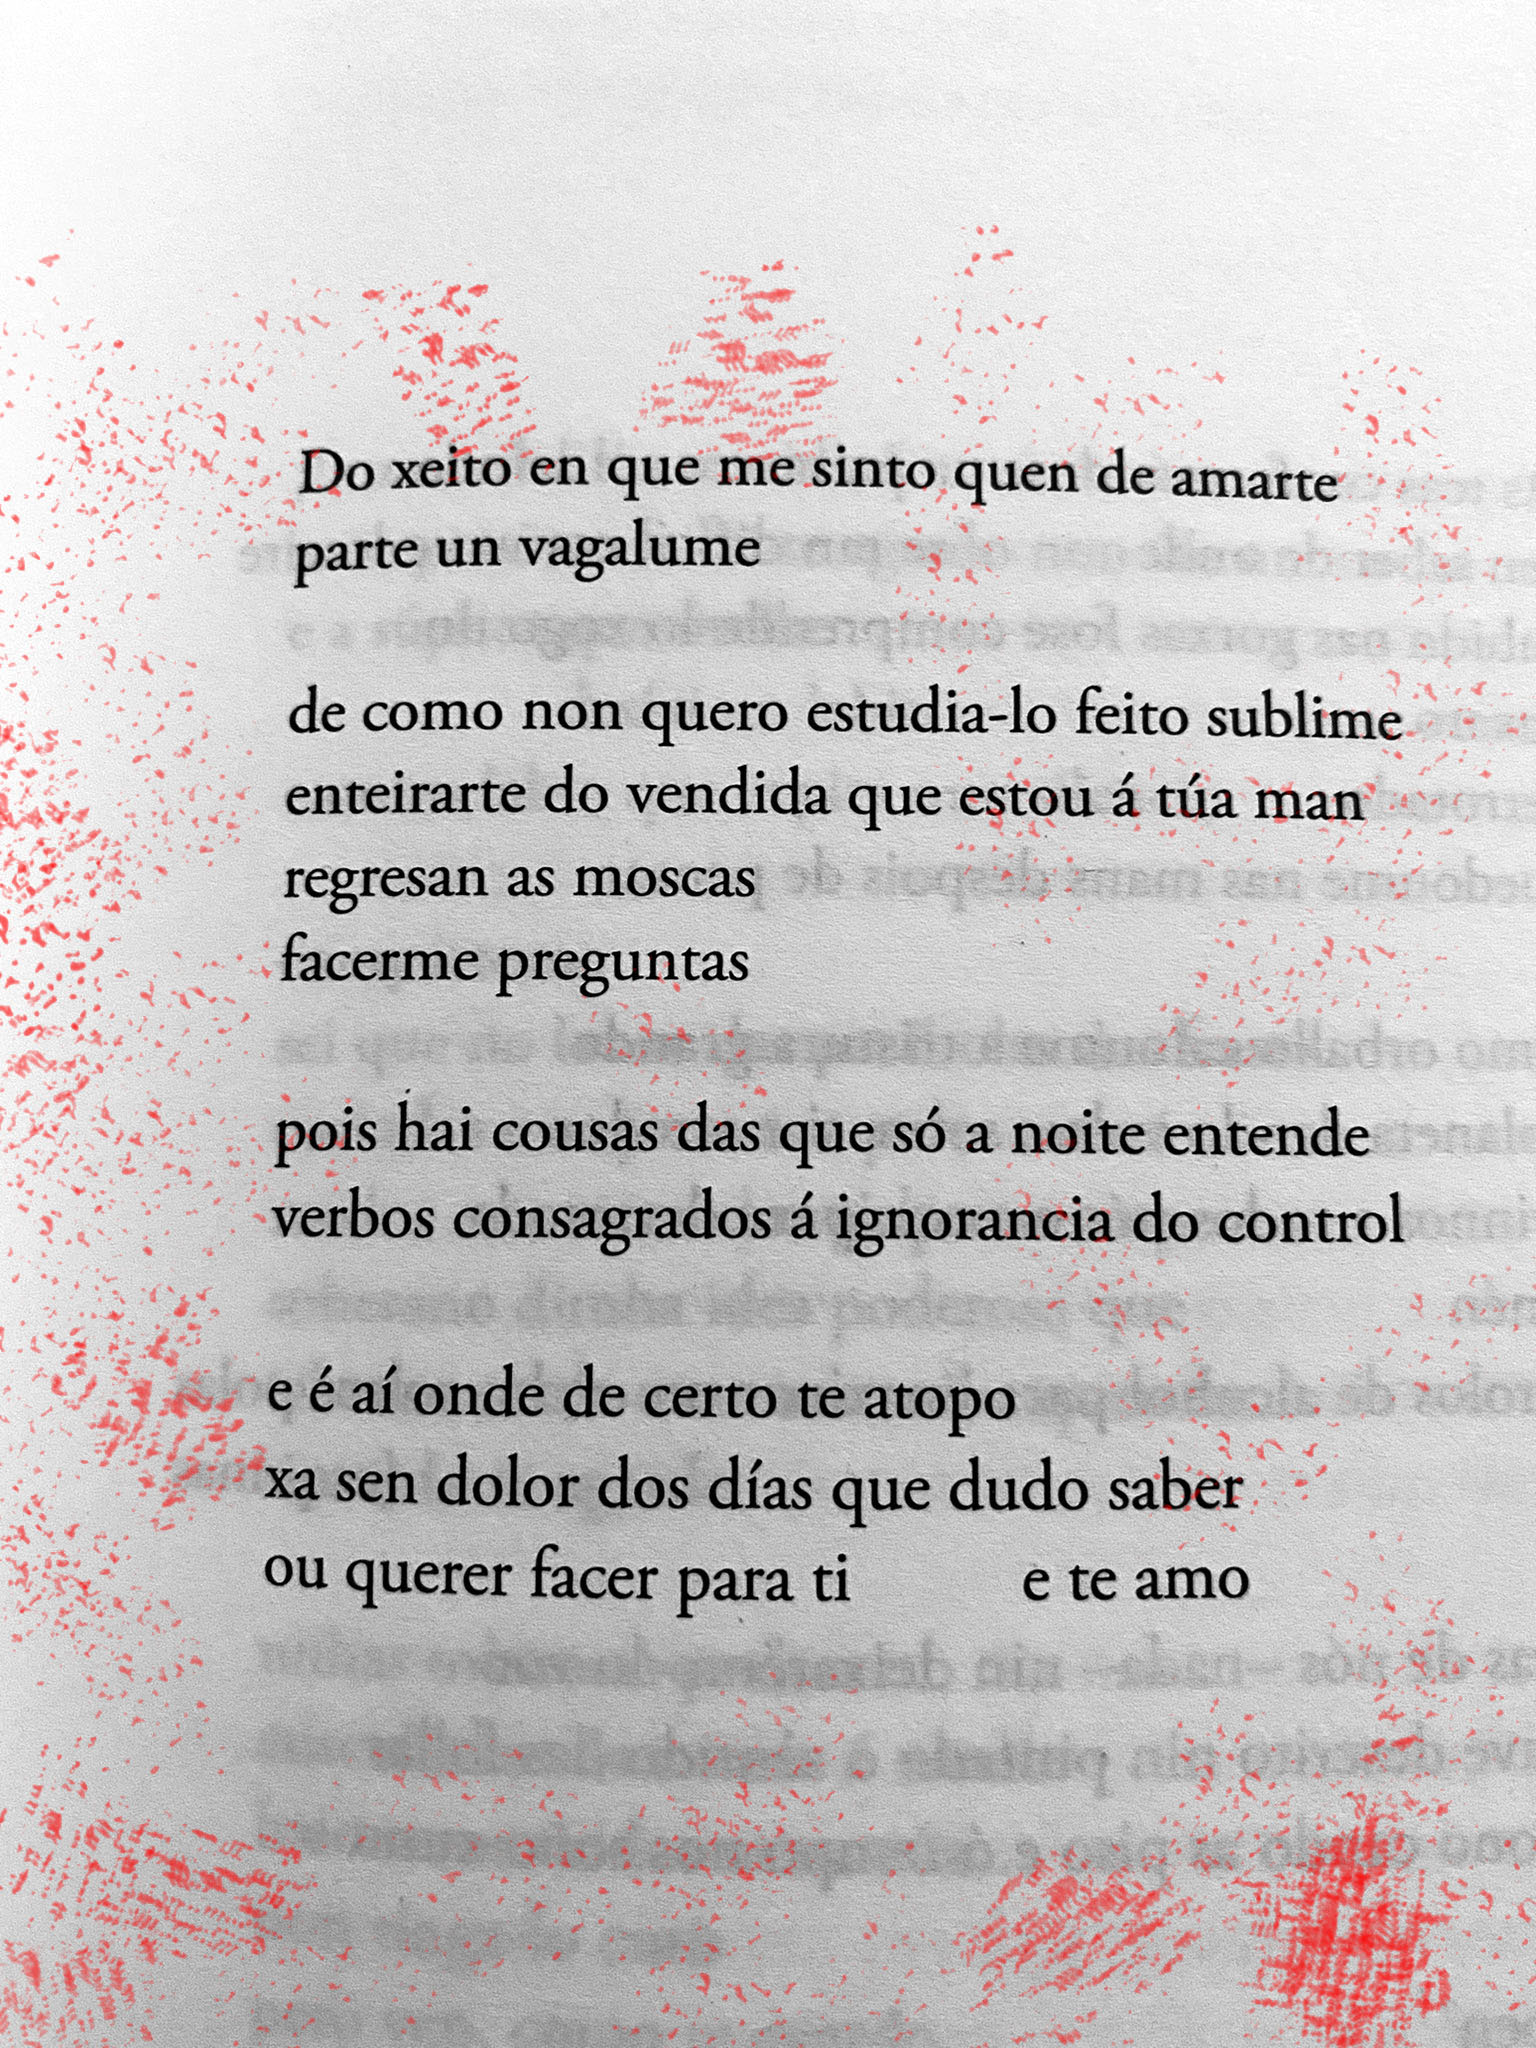 Do xeito en que me sinto quen de amarte
parte un vagalume
de como non quero estudia-lo feito sublime
enteirarte do vendida que estou á túa man
regresan as moscas
facerme preguntas
pois hai cousas das que só a noite entende
verbos consagrados á ignorancia do control
e é aí onde de certo te atopo
xa sen dolor dos días que dudo saber
ou querer facer para ti e te amo